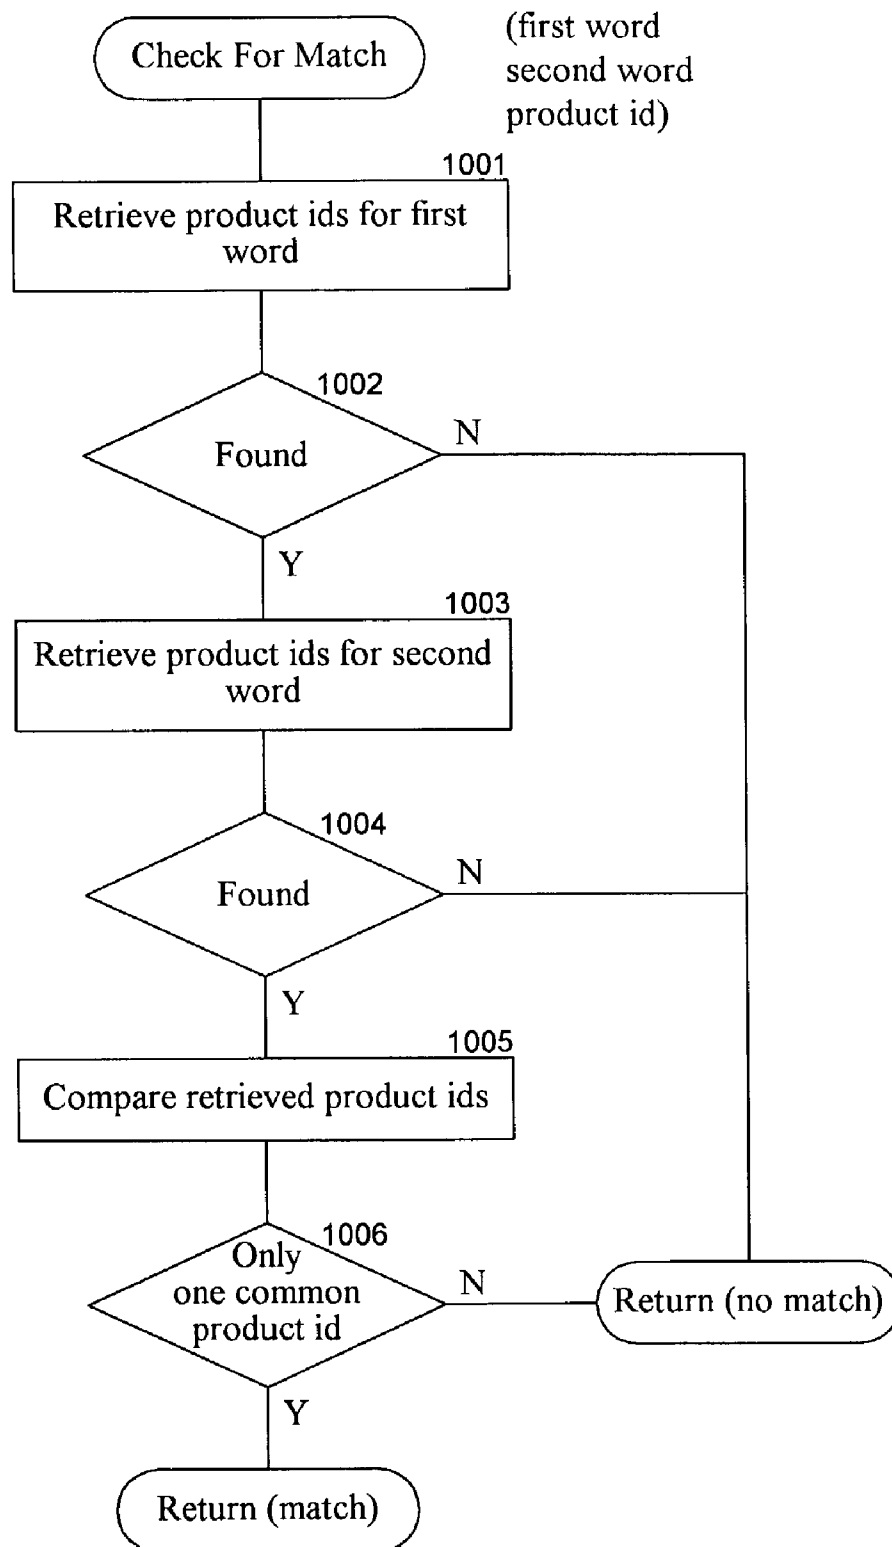 Check For Match
(first word
second word
product id)
1001
Retrieve product ids for first
word
1002
Found
N
Y
1003
Retrieve product ids for second
word
1004
Found
N
Y
1005
Compare retrieved product ids
1006
Only
one common
product id
N
Return (no match)
Y
Return (match)